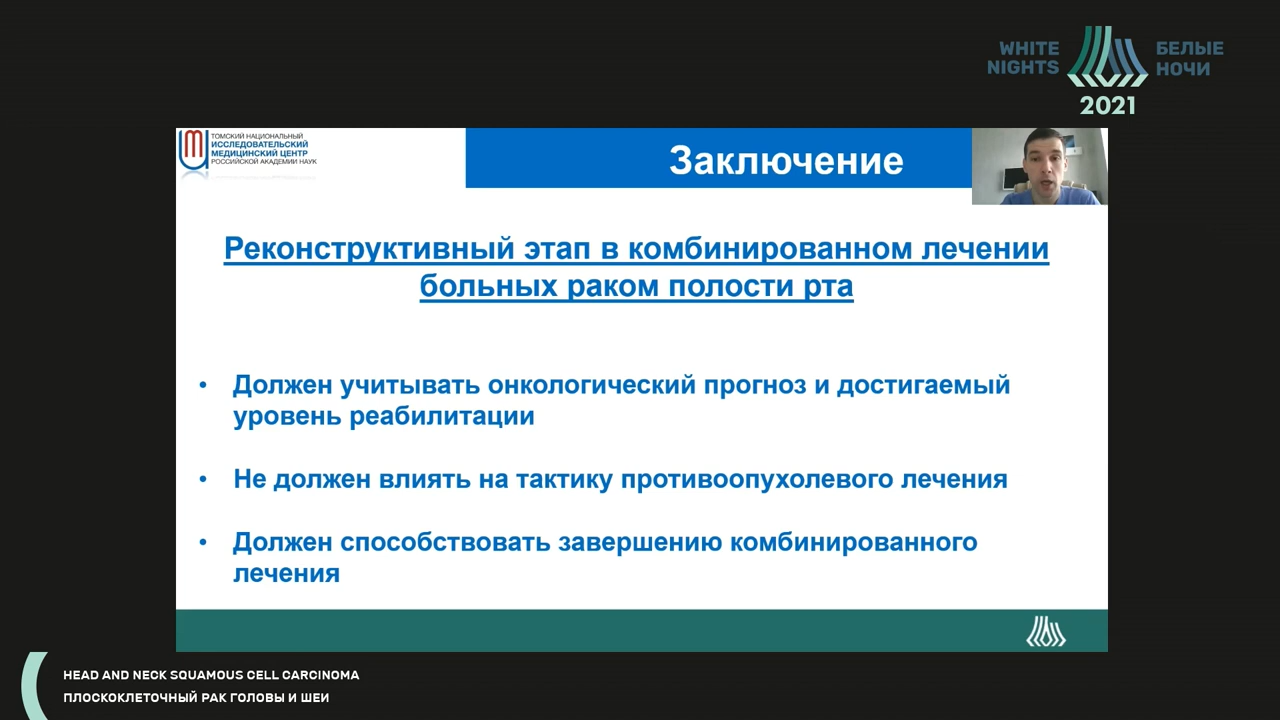 WHITE NIGHTS
БЕЛЫЕ НОЧИ
2021
ТОМСКИЙ НАЦИОНАЛЬНЫЙ
ИССЛЕДОВАТЕЛЬСКИЙ
МЕДИЦИНСКИЙ ЦЕНТР
РОССИЙСКОЙ АКАДЕМИИ НАУК
Заключение
Реконструктивный этап в комбинированном лечении
больных раком полости рта
• Должен учитывать онкологический прогноз и достигаемый
уровень реабилитации
• Не должен влиять на тактику противоопухолевого лечения
• Должен способствовать завершению комбинированного
лечения
HEAD AND NECK SQUAMOUS CELL CARCINOMA
ПЛОСКОКЛЕТОЧНЫЙ РАК ГОЛОВЫ И ШЕИ